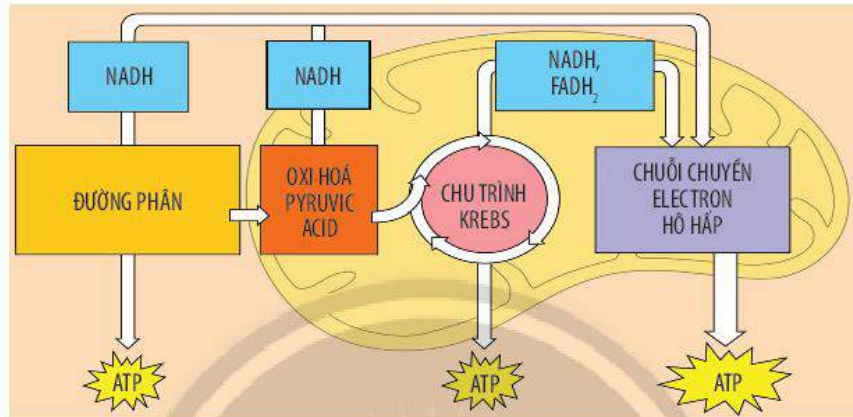 NADH
NADH
NADH,
FADH₂
ĐƯỜNG PHÂN
OXI HOÁ
PYRUVIC
ACID
CHU TRÌNH
KREBS
CHUỖI CHUYỀN
ELECTRON
HÔ HẤP
ATP
ATP
ATP